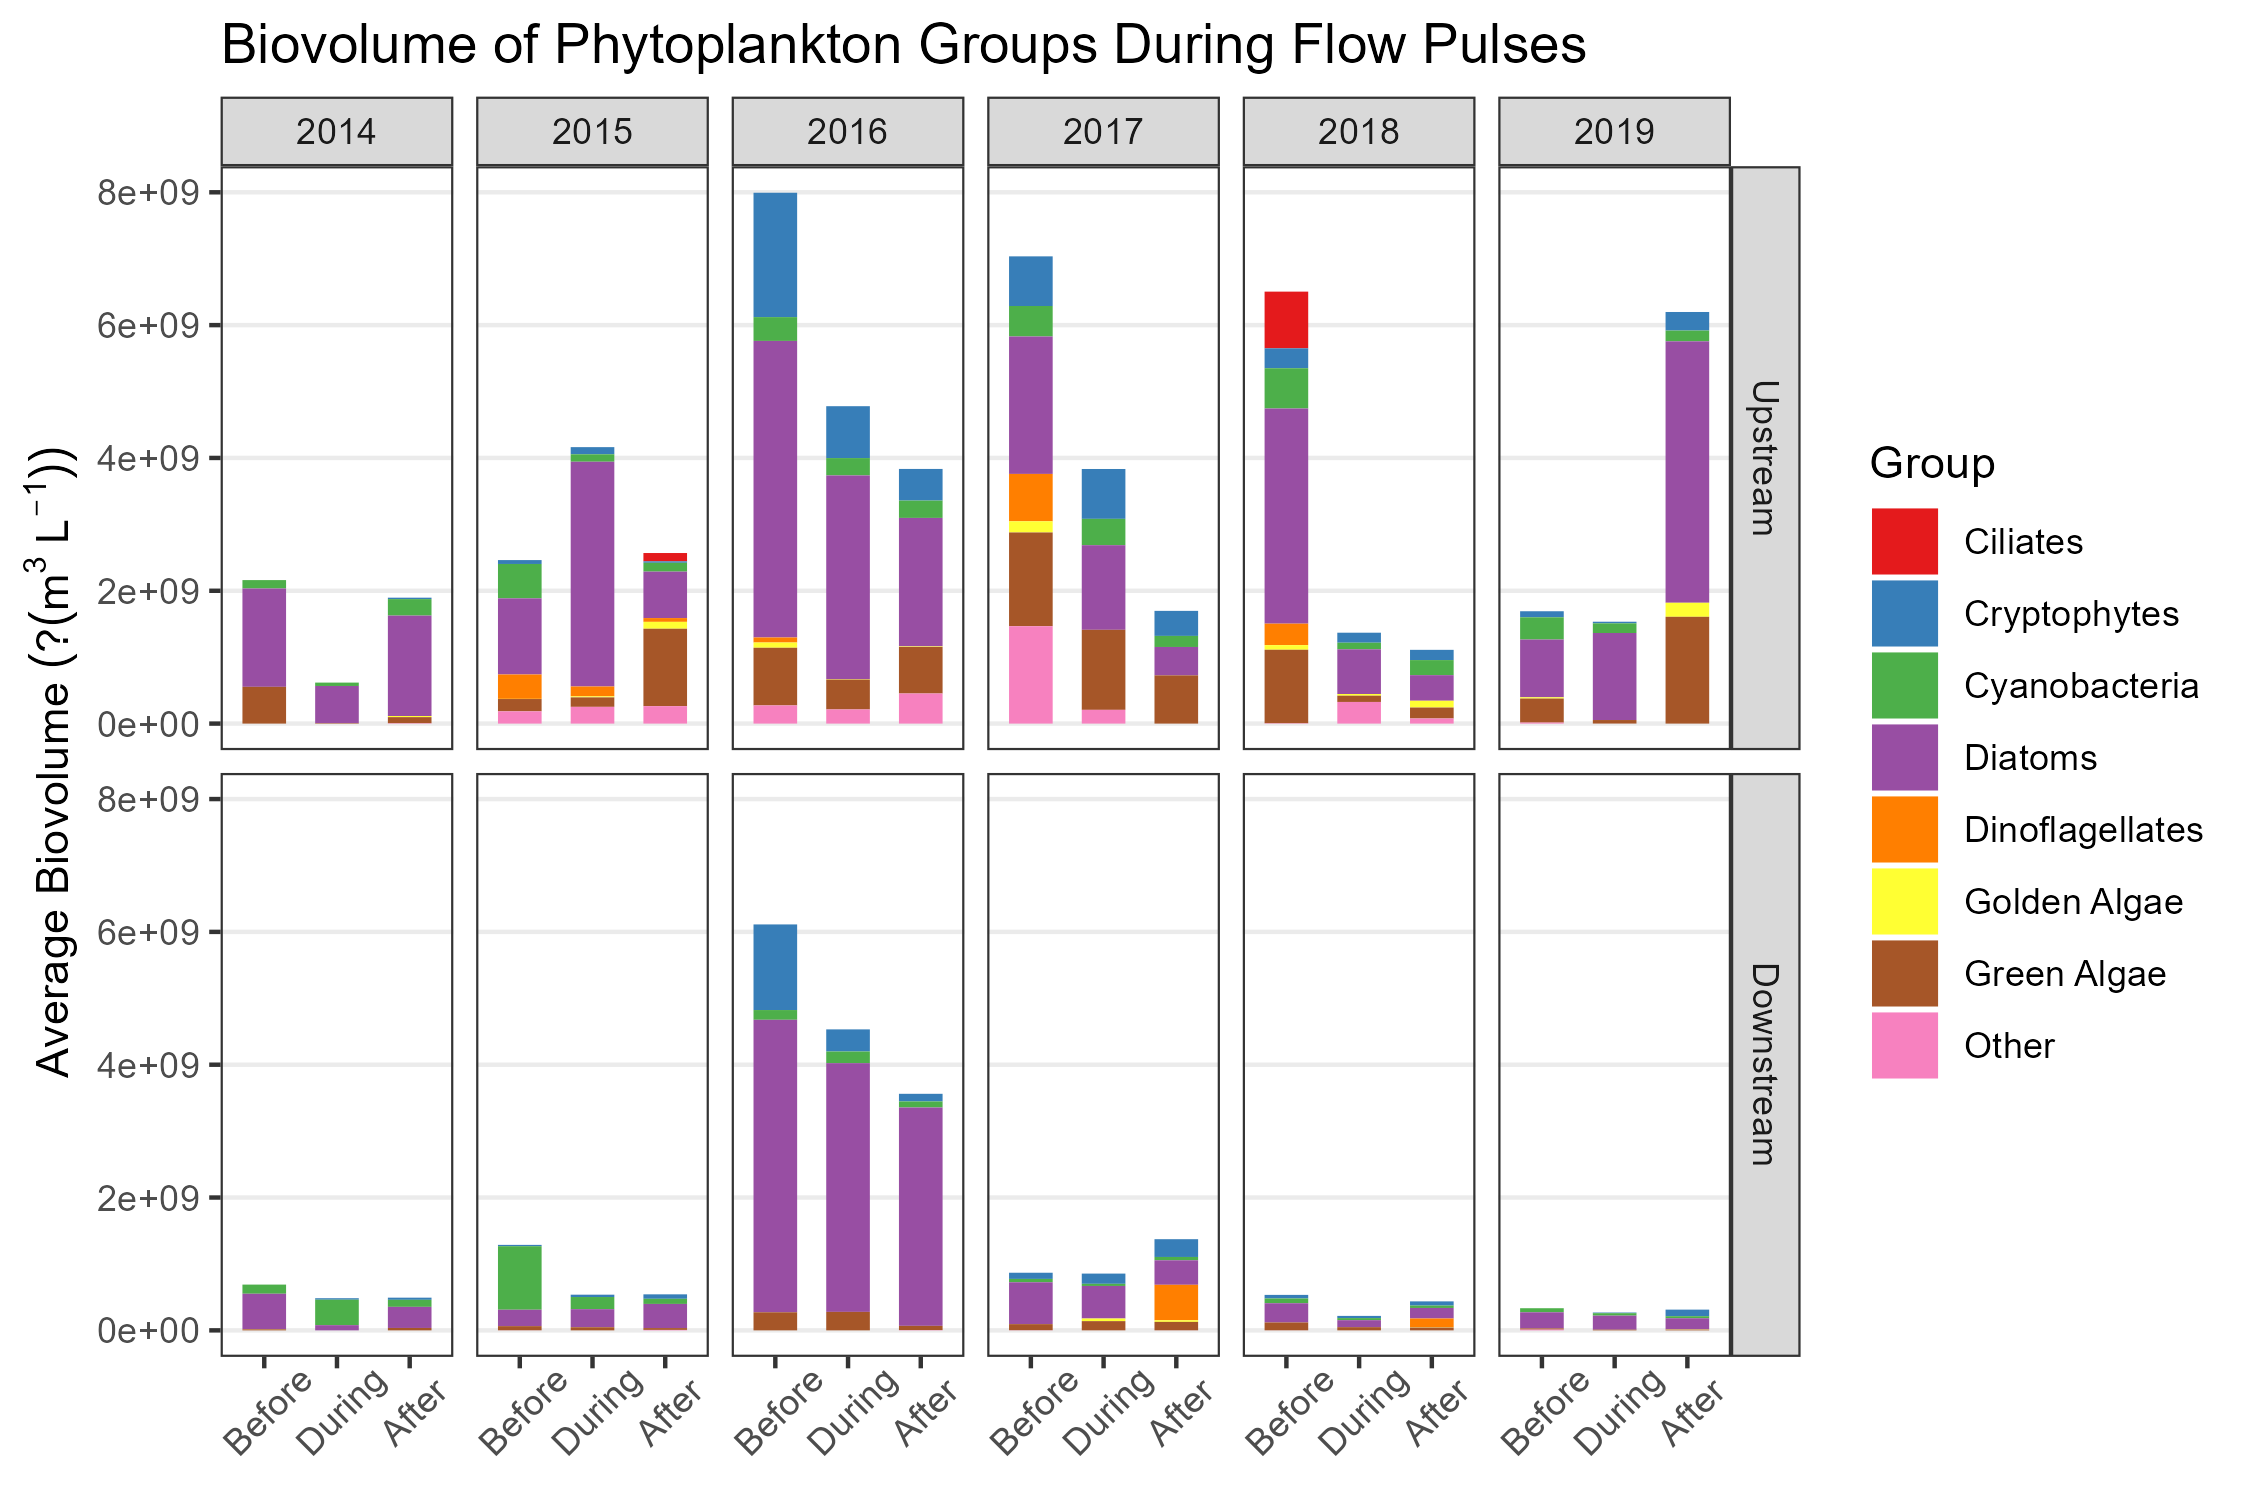 Biovolume of Phytoplankton Groups During Flow Pulses
2014 2015 2016 2017 2018 2019
Average Biovolume (?(m³ L⁻¹))
8e+09
6e+09
4e+09
2e+09
0e+00
Upstream
8e+09
6e+09
4e+09
2e+09
0e+00
Downstream
Before During After Before During After Before During After Before During After Before During After Before During After
Group
Ciliates
Cryptophytes
Cyanobacteria
Diatoms
Dinoflagellates
Golden Algae
Green Algae
Other